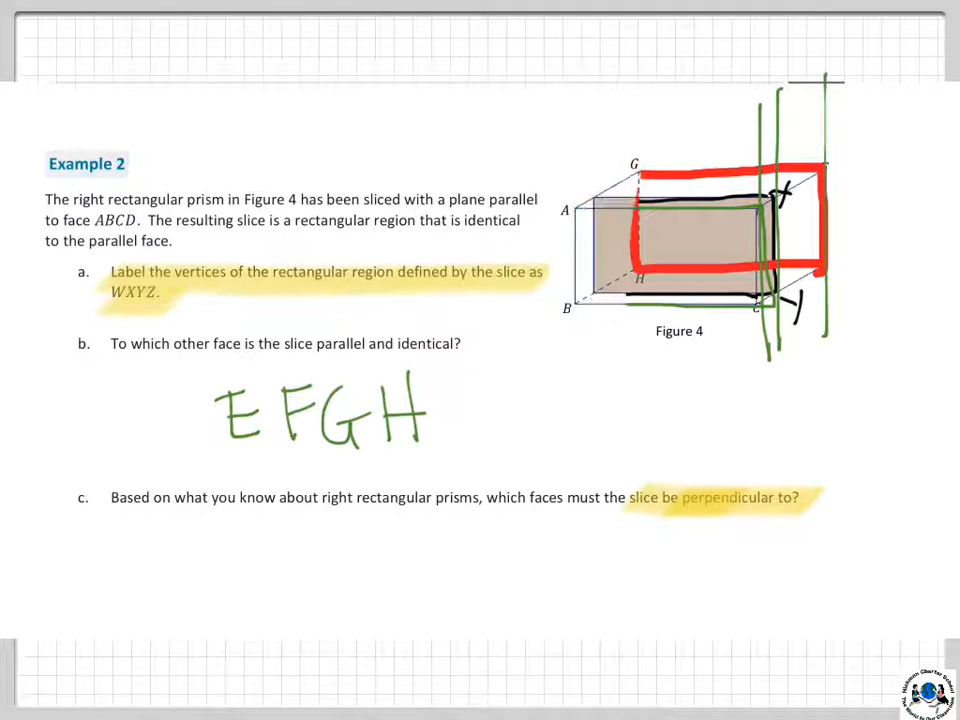 Example 2
The right rectangular prism in Figure 4 has been sliced with a plane parallel
to face ABCD. The resulting slice is a rectangular region that is identical
to the parallel face.
a. Label the vertices of the rectangular region defined by the slice as
WXYZ.
b. To which other face is the slice parallel and identical?
EFGH
c. Based on what you know about right rectangular prisms, which faces must the slice be perpendicular to?
G
A
X
H
B
C
Y
Figure 4